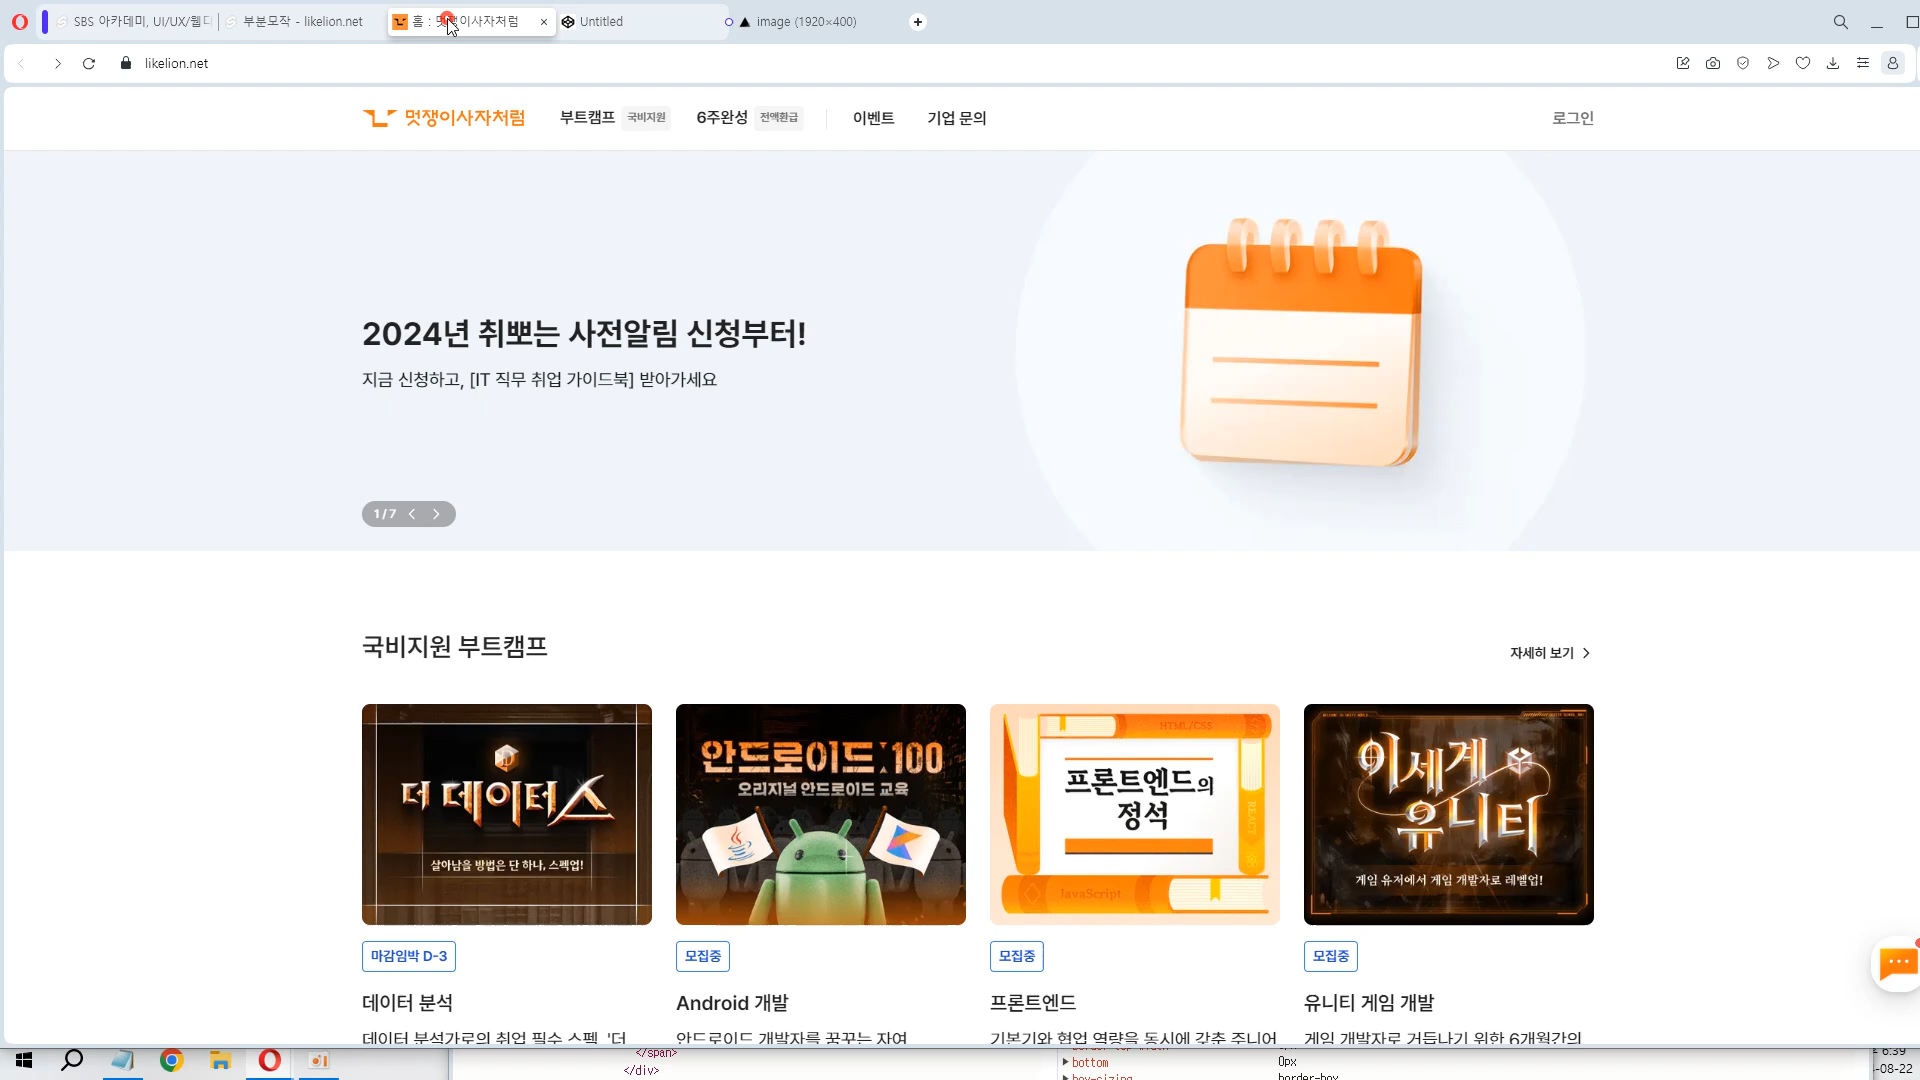 SBS 아카데미, UI/UX/웹디
부분모작 - likelion.net
홈 : 멋쟁이사자처럼
Untitled
image (1920×400)
likelion.net
멋쟁이사자처럼
부트캠프 국비지원
6주완성 전액환급
이벤트
기업 문의
로그인
2024년 취뽀는 사전알림 신청부터!
지금 신청하고, [IT 직무 취업 가이드북] 받아가세요
1/7
국비지원 부트캠프
자세히 보기
더 데이터스
살아남을 방법은 단 하나, 스펙업!
안드로이드:100
오리지널 안드로이드 교육
HTML/CSS
프론트엔드의
정석
REACT
JavaScript
이세계
유니티
게임 유저에서 게임 개발자로 레벨업!
마감임박 D-3
모집중
모집중
모집중
데이터 분석
Android 개발
프론트엔드
유니티 게임 개발
데이터 분석가로의 취업 필수 스펙, '더
안드로이드 개발자를 꿈꾸는 자여
기본기와 협업 역량을 동시에 갖춘 주니어
게임 개발자로 거듭나기 위한 6개월간의
</span>
</div>
bottom
0px
box-sizing
border-box
6:39
-08-22